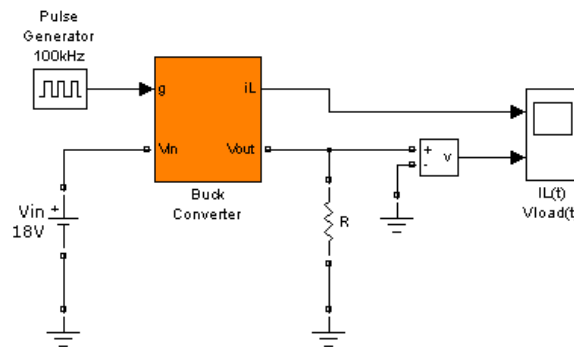 Pulse
Generator
100kHz
g
iL
Vin
Vout
Buck
Converter
Vin +
18V
R
+
-
v
IL(t)
Vload(t